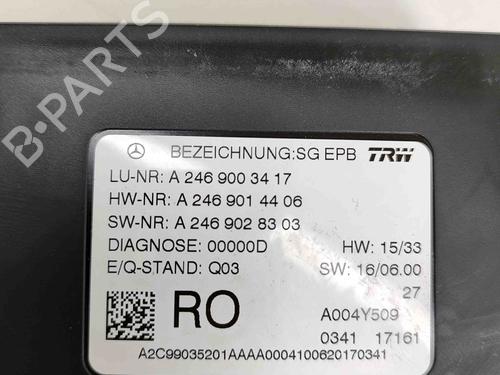 BEZEICHNUNG:SG EPB TRW
LU-NR: A 246 900 34 17
HW-NR: A 246 901 44 06
SW-NR: A 246 902 83 03
DIAGNOSE: 00000D HW: 15/33
E/Q-STAND: Q03 SW: 16/06.00
27
RO A004Y509
0341 17161
A2C99035201AAAA0004100620170341
B-PARTS